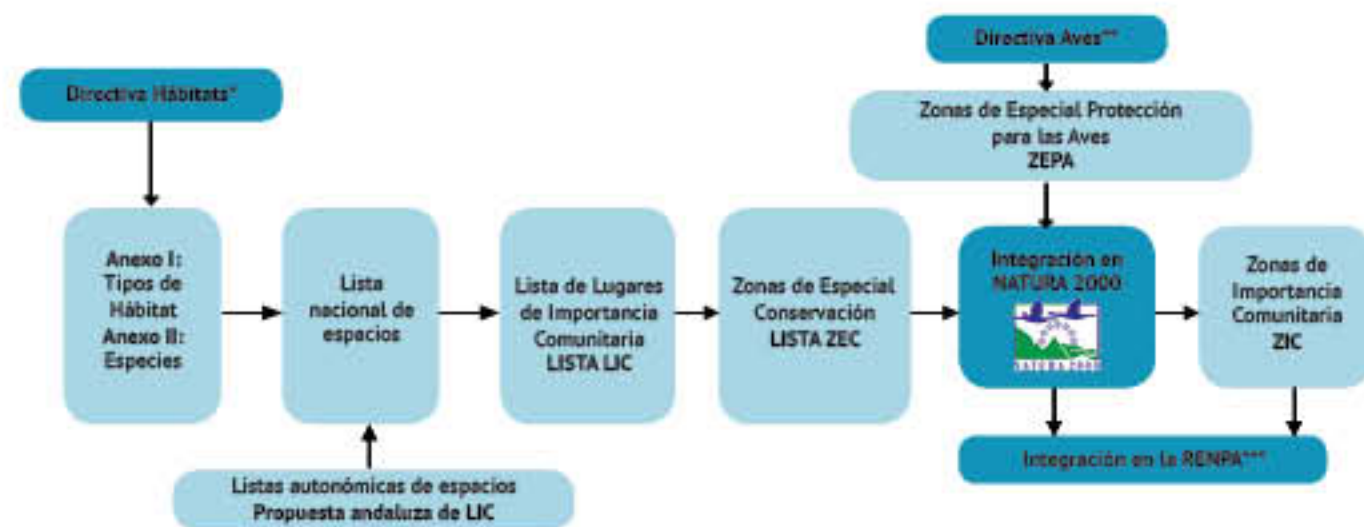 Directiva Hábitats*
Anexo I:
Tipos de
Hábitat
Anexo II:
Especies
Lista
nacional de
espacios
Listas autonómicas de espacios
Propuesta andaluza de LIC
Lista de Lugares
de Importancia
Comunitaria
LISTA LIC
Zonas de Especial
Conservación
LISTA ZEC
Directiva Aves**
Zonas de Especial Protección
para las Aves
ZEPA
Integración en
NATURA 2000
NATURA 2000
Zonas de
Importancia
Comunitaria
ZIC
Integración en la RENPA***